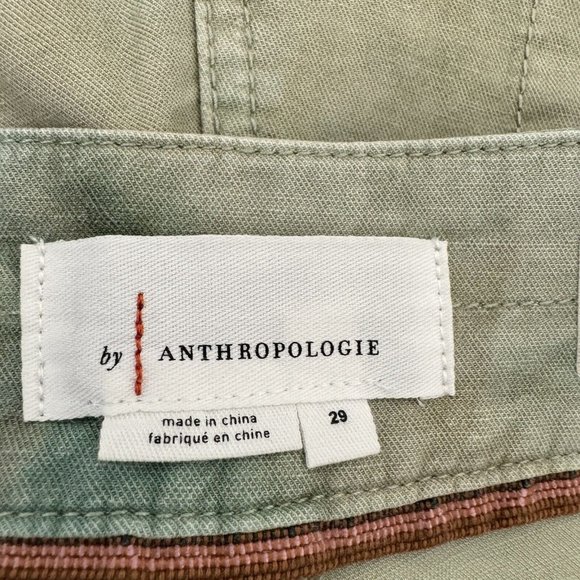 by ANTHROPOLOGIE
made in china
fabriqué en chine
29